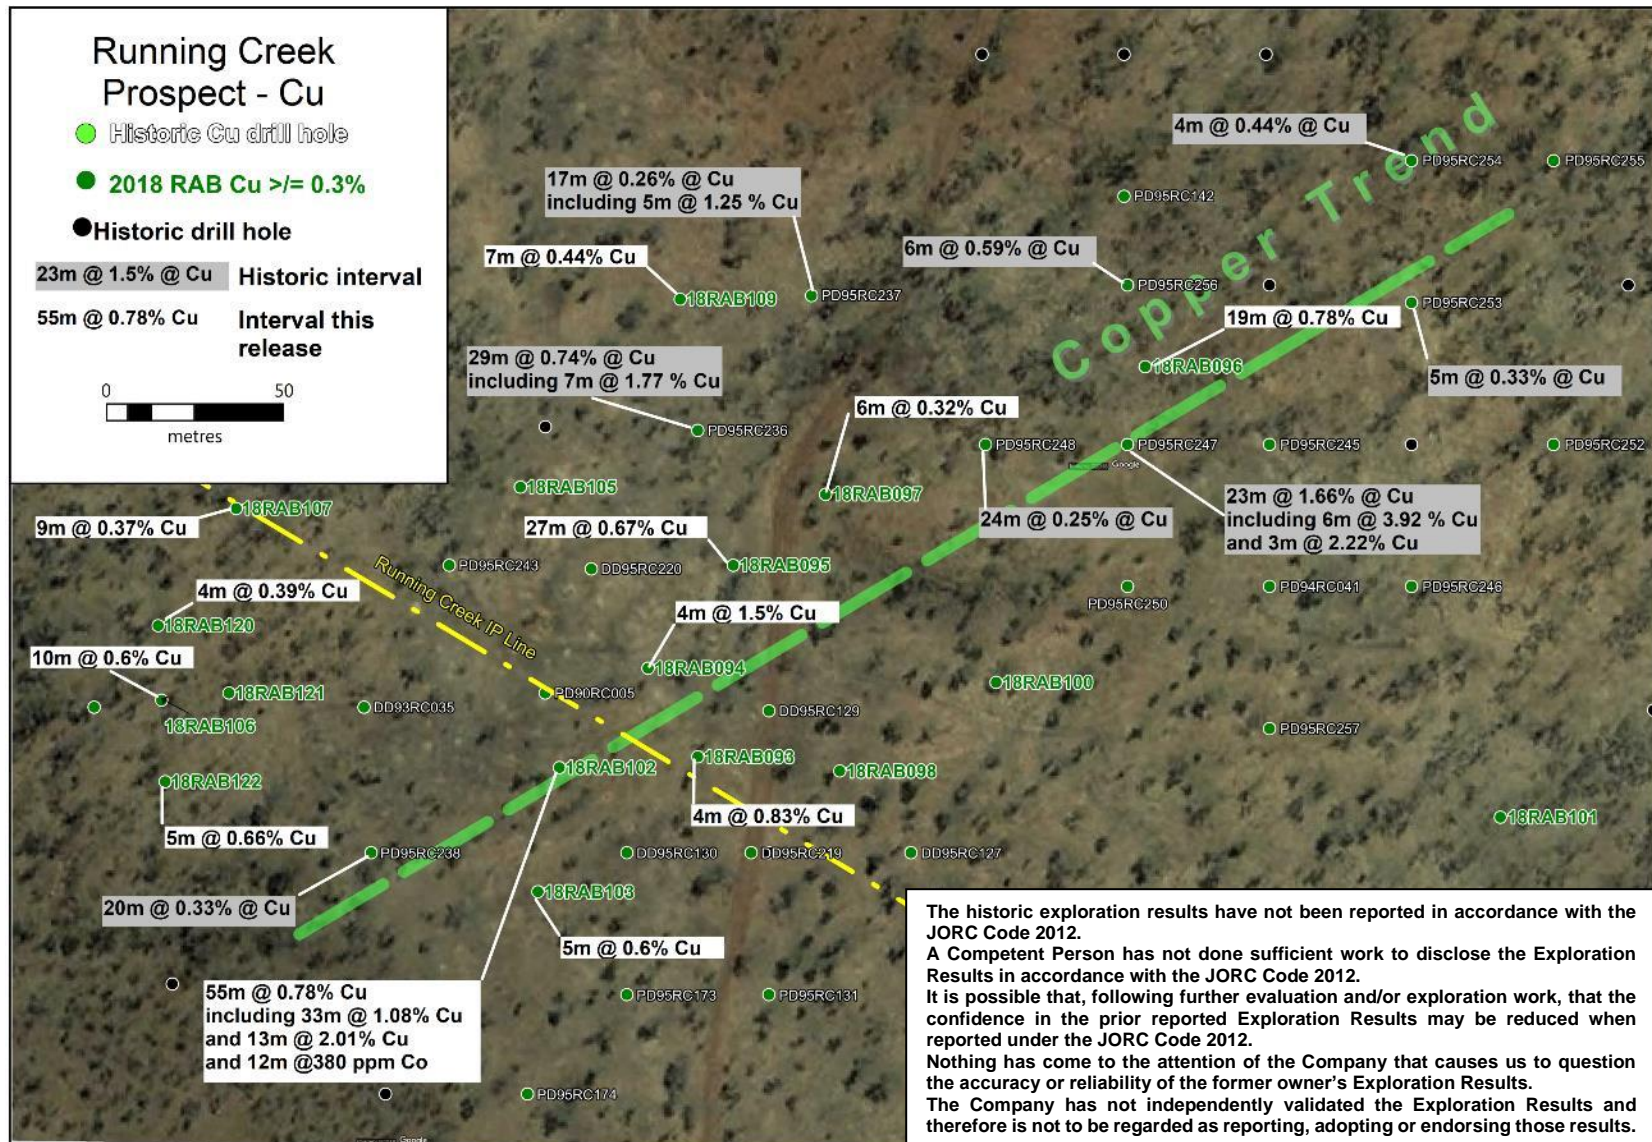 Running Creek
Prospect - Cu
Historic Cu drill hole
2018 RAB Cu >/= 0.3%
Historic drill hole
23m @ 1.5% @ Cu Historic interval
55m @ 0.78% Cu Interval this
release
0 50
metres
4m @ 0.44% @ Cu
PD95RC254
PD95RC255
17m @ 0.26% @ Cu
including 5m @ 1.25 % Cu
PD95RC142
Copper Trend
7m @ 0.44% Cu
6m @ 0.59% @ Cu
18RAB109
PD95RC237
PD95RC256
PD95RC253
19m @ 0.78% Cu
29m @ 0.74% @ Cu
including 7m @ 1.77 % Cu
18RAB096
5m @ 0.33% @ Cu
6m @ 0.32% Cu
PD95RC236
PD95RC248
PD95RC247
PD95RC245
PD95RC252
Google
18RAB105
18RAB097
18RAB107
9m @ 0.37% Cu
27m @ 0.67% Cu
24m @ 0.25% @ Cu
23m @ 1.66% @ Cu
including 6m @ 3.92 % Cu
and 3m @ 2.22% Cu
Running Creek IP Line
PD95RC243
DD95RC220
18RAB095
4m @ 0.39% Cu
PD95RC250
PD94RC041
PD95RC246
18RAB120
4m @ 1.5% Cu
10m @ 0.6% Cu
18RAB094
18RAB100
18RAB121
PD90RC005
18RAB106
DD93RC035
DD95RC129
PD95RC257
18RAB102
18RAB093
18RAB098
18RAB122
4m @ 0.83% Cu
18RAB101
5m @ 0.66% Cu
PD95RC238
DD95RC130
DD95RC219
DD95RC127
18RAB103
20m @ 0.33% @ Cu
5m @ 0.6% Cu
55m @ 0.78% Cu
including 33m @ 1.08% Cu
and 13m @ 2.01% Cu
and 12m @380 ppm Co
PD95RC173
PD95RC131
PD95RC174
Google
The historic exploration results have not been reported in accordance with the
JORC Code 2012.
A Competent Person has not done sufficient work to disclose the Exploration
Results in accordance with the JORC Code 2012.
It is possible that, following further evaluation and/or exploration work, that the
confidence in the prior reported Exploration Results may be reduced when
reported under the JORC Code 2012.
Nothing has come to the attention of the Company that causes us to question
the accuracy or reliability of the former owner's Exploration Results.
The Company has not independently validated the Exploration Results and
therefore is not to be regarded as reporting, adopting or endorsing those results.